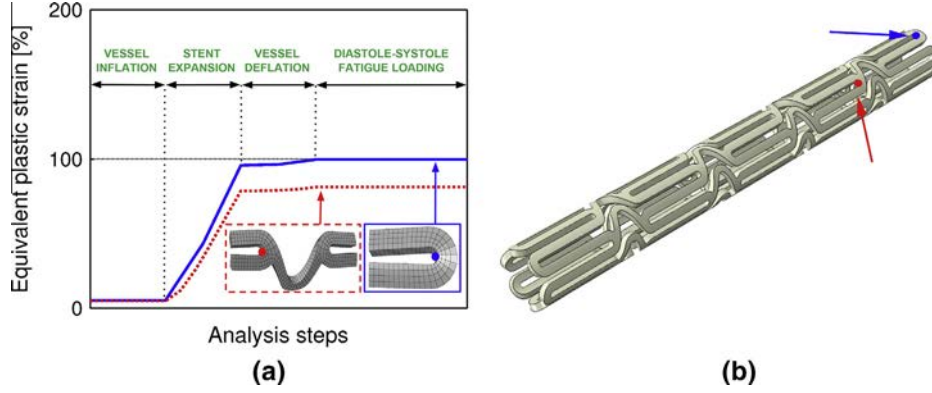 200
VESSEL INFLATION
STENT EXPANSION
VESSEL DEFLATION
DIASTOLE-SYSTOLE FATIGUE LOADING
Equivalent plastic strain [%]
100
0
Analysis steps
(a)
(b)